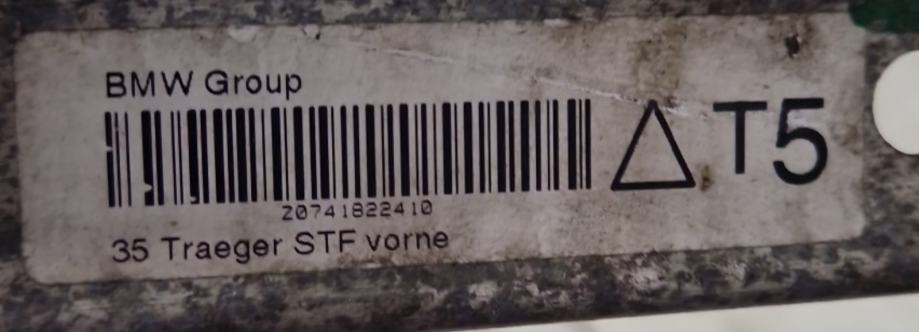 BMW Group
△ T5
Z0741822410
35 Traeger STF vorne